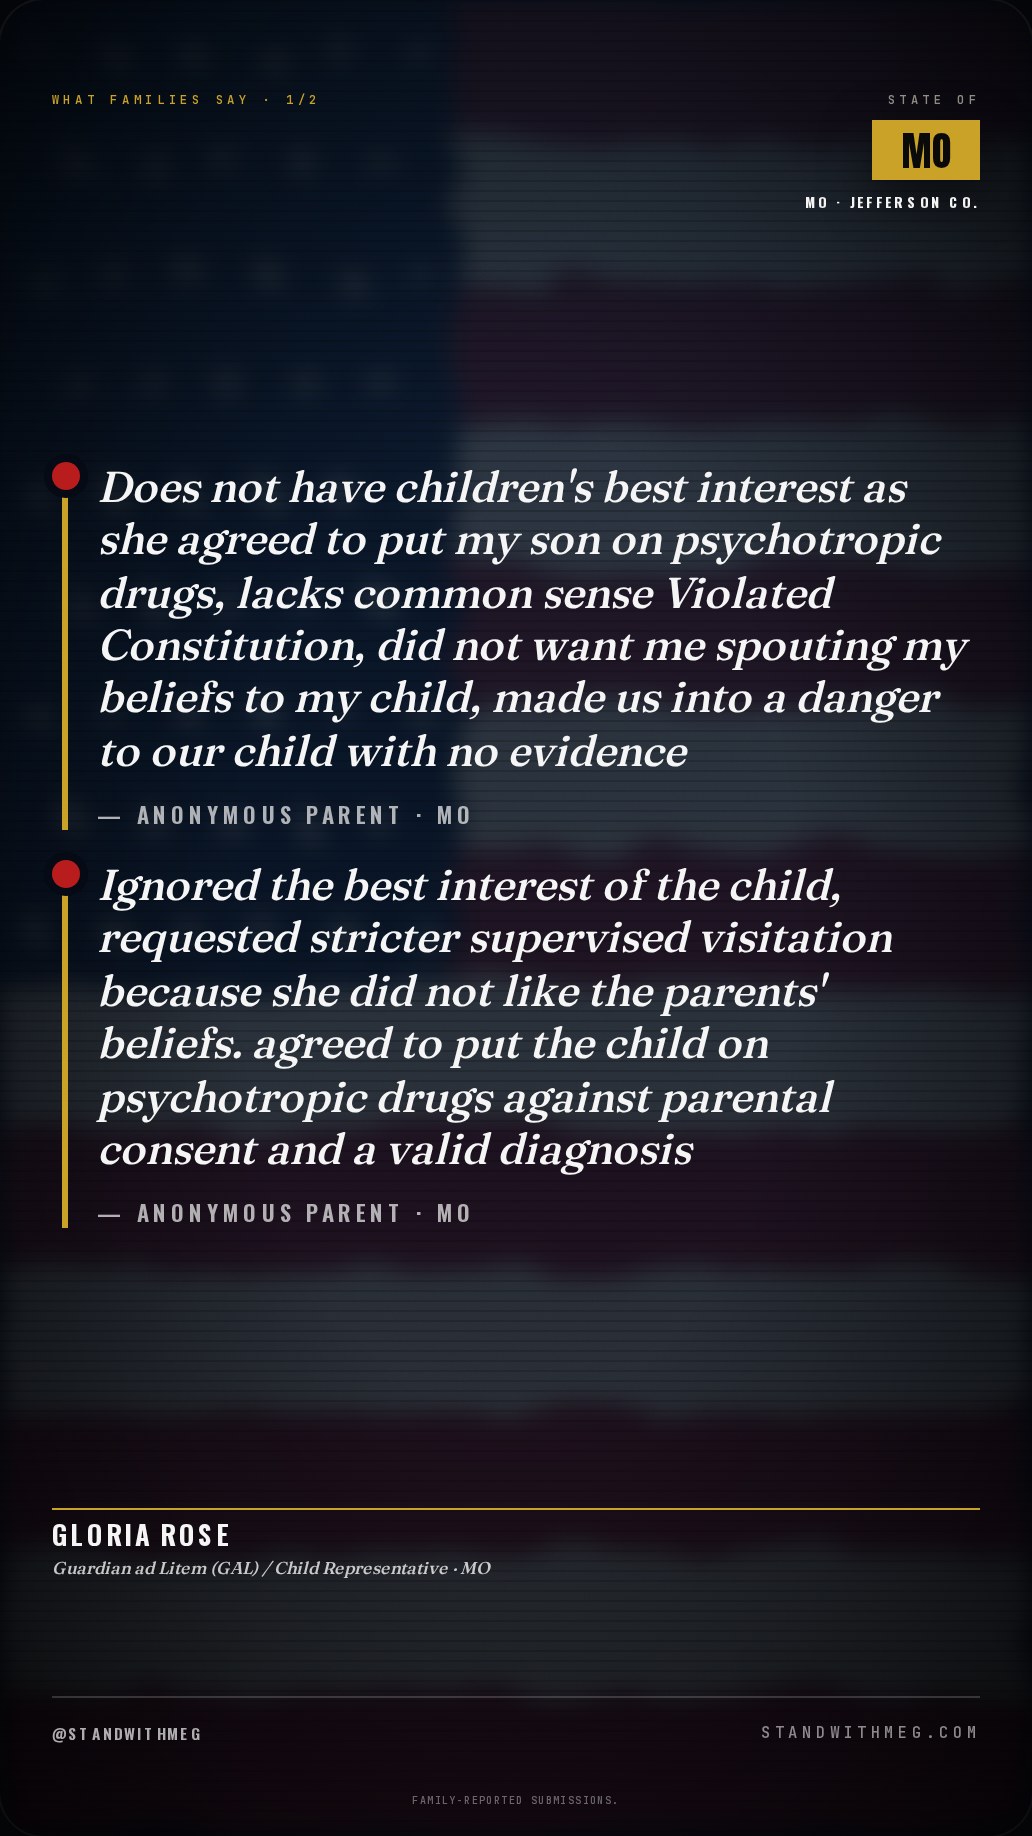 WHAT FAMILIES SAY · 1/2
STATE OF
MO
MO · JEFFERSON CO.
Does not have children's best interest as
she agreed to put my son on psychotropic
drugs, lacks common sense Violated
Constitution, did not want me spouting my
beliefs to my child, made us into a danger
to our child with no evidence
— ANONYMOUS PARENT · MO
Ignored the best interest of the child,
requested stricter supervised visitation
because she did not like the parents'
beliefs. agreed to put the child on
psychotropic drugs against parental
consent and a valid diagnosis
— ANONYMOUS PARENT · MO
GLORIA ROSE
Guardian ad Litem (GAL) / Child Representative · MO
@STANDWITHMEG
STANDWITHMEG.COM
FAMILY-REPORTED SUBMISSIONS.